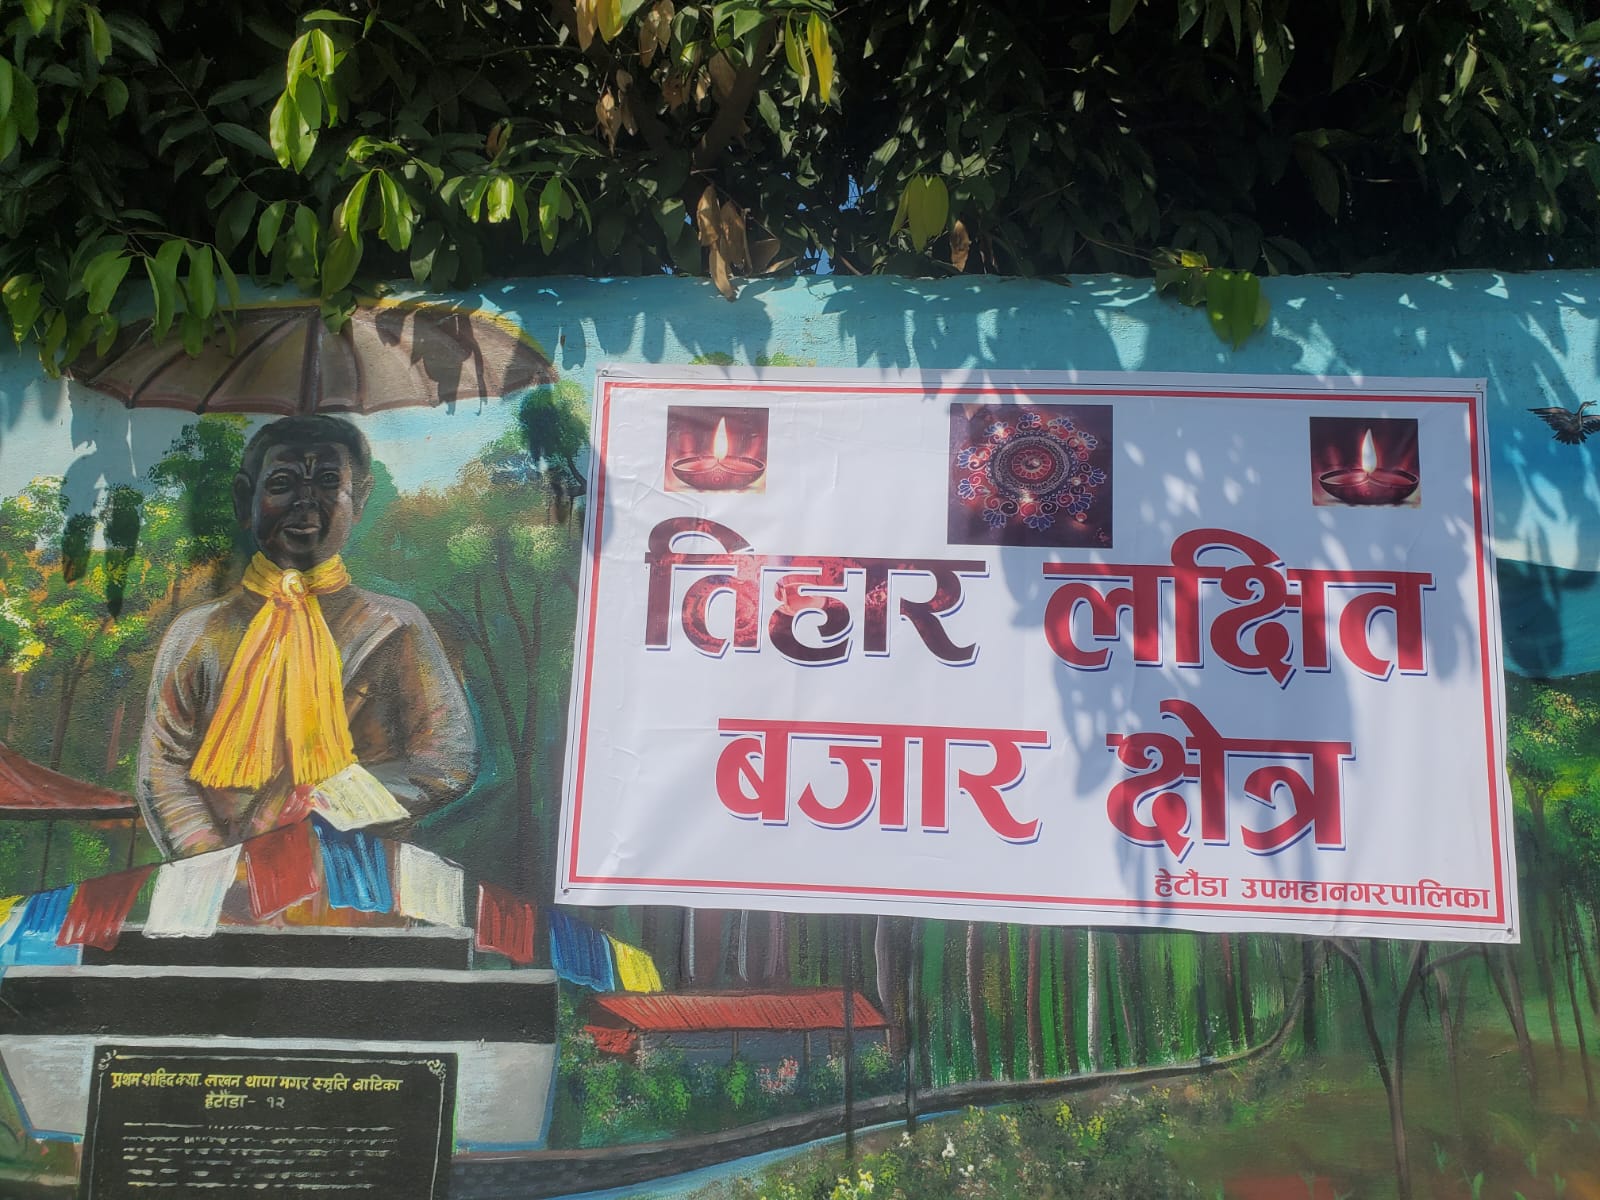 तिहार लक्षित
बजार क्षेत्र
हेटौंडा उपमहानगरपालिका
प्रथम शहिद क्या. लखन थापा मगर स्मृति वाटिका
हेटौंडा - १२